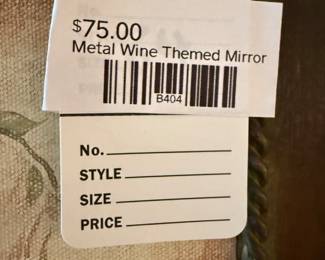 $75.00
Metal Wine Themed Mirror
B404
No.
STYLE
SIZE
PRICE